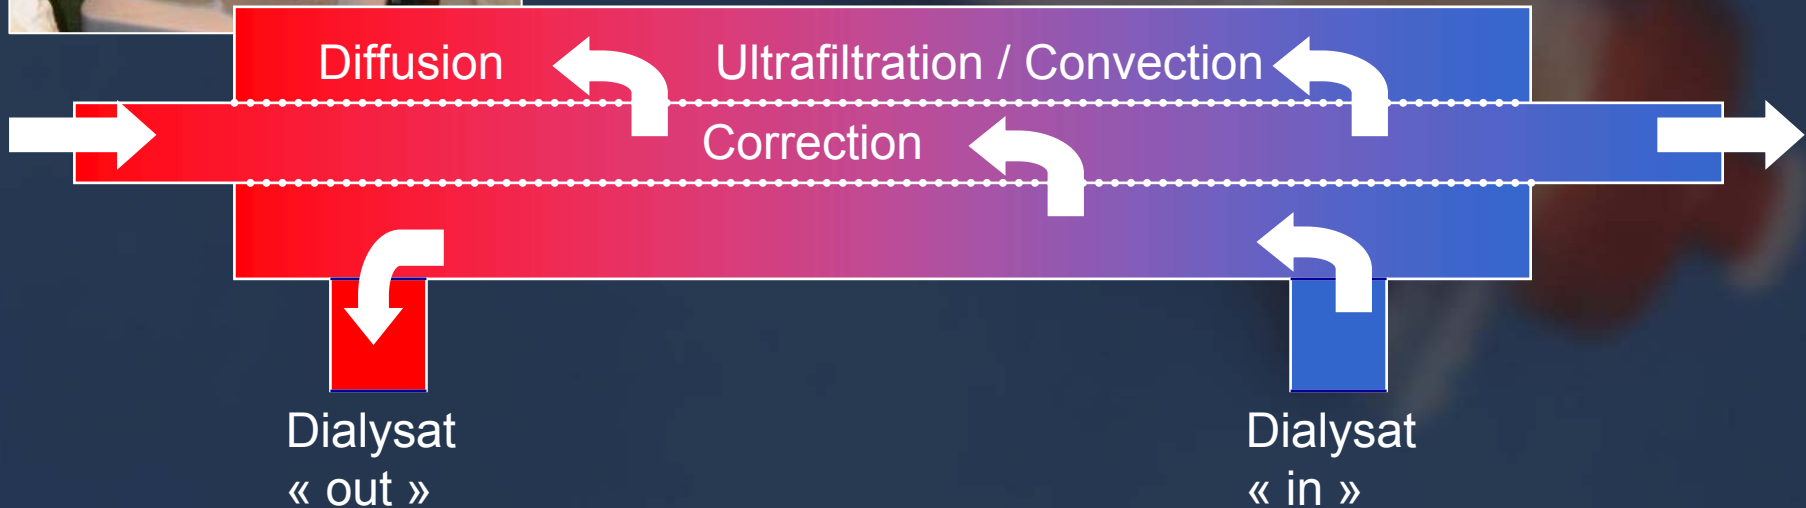 Diffusion
Ultrafiltration / Convection
Correction
Dialysat
« out »
Dialysat
« in »